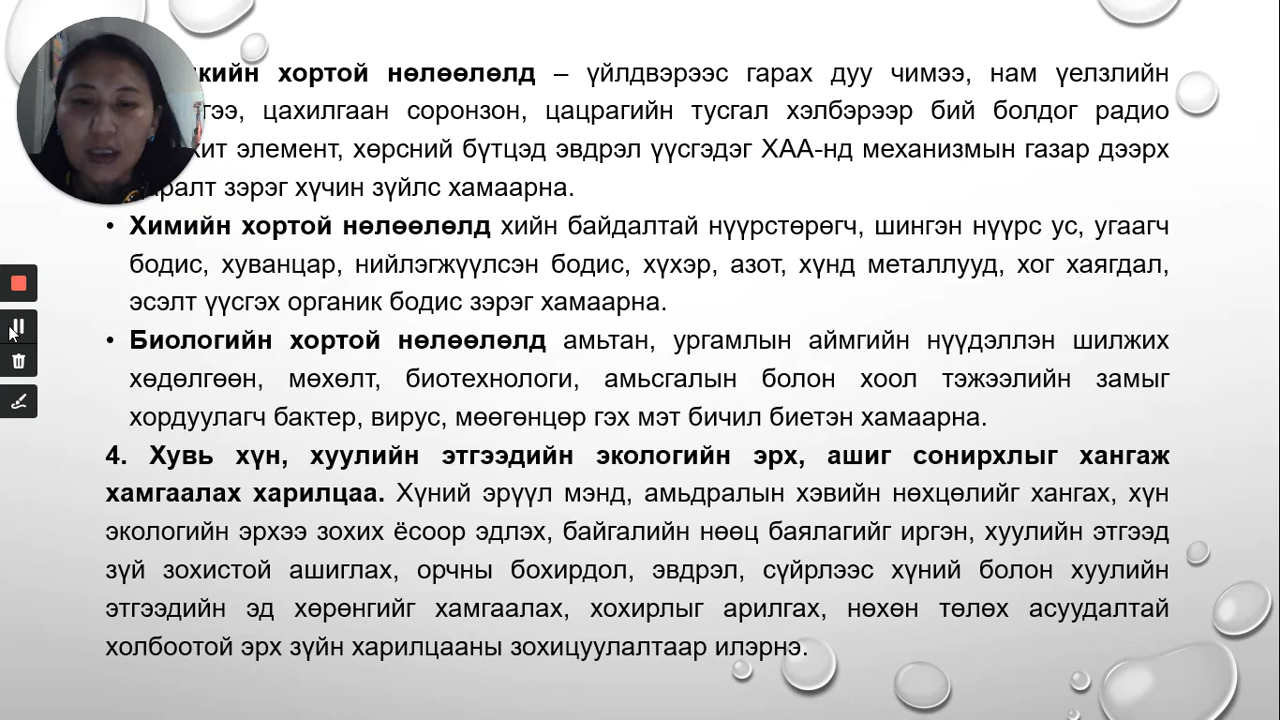 хортой нөлөөлөлд – үйлдвэрээс гарах дуу чимээ, нам үелзлийн
цахилгаан соронзон, цацрагийн тусгал хэлбэрээр бий болдог радио
элемент, хөрсний бүтцэд эвдрэл үүсгэдэг ХАА-нд механизмын газар дээрх
зэрэг хүчин зүйлс хамаарна.
• Химийн хортой нөлөөлөлд хийн байдалтай нүүрстөрөгч, шингэн нүүрс ус, угаагч
бодис, хуванцар, нийлэгжүүлсэн бодис, хүхэр, азот, хүнд металлууд, хог хаягдал,
эсэлт үүсгэх органик бодис зэрэг хамаарна.
• Биологийн хортой нөлөөлөлд амьтан, ургамлын аймгийн нүүдэллэн шилжих
хөдөлгөөн, мөхөлт, биотехнологи, амьсгалын болон хоол тэжээлийн замыг
хордуулагч бактер, вирус, мөөгөнцөр гэх мэт бичил биетэн хамаарна.
4. Хувь хүн, хуулийн этгээдийн экологийн эрх, ашиг сонирхлыг хангаж
хамгаалах харилцаа. Хүний эрүүл мэнд, амьдралын хэвийн нөхцөлийг хангах, хүн
экологийн эрхээ зохих ёсоор эдлэх, байгалийн нөөц баялагийг иргэн, хуулийн этгээд
зүй зохистой ашиглах, орчны бохирдол, эвдрэл, сүйрлээс хүний болон хуулийн
этгээдийн эд хөрөнгийг хамгаалах, хохирлыг арилгах, нөхөн төлөх асуудалтай
холбоотой эрх зүйн харилцааны зохицуулалтаар илэрнэ.